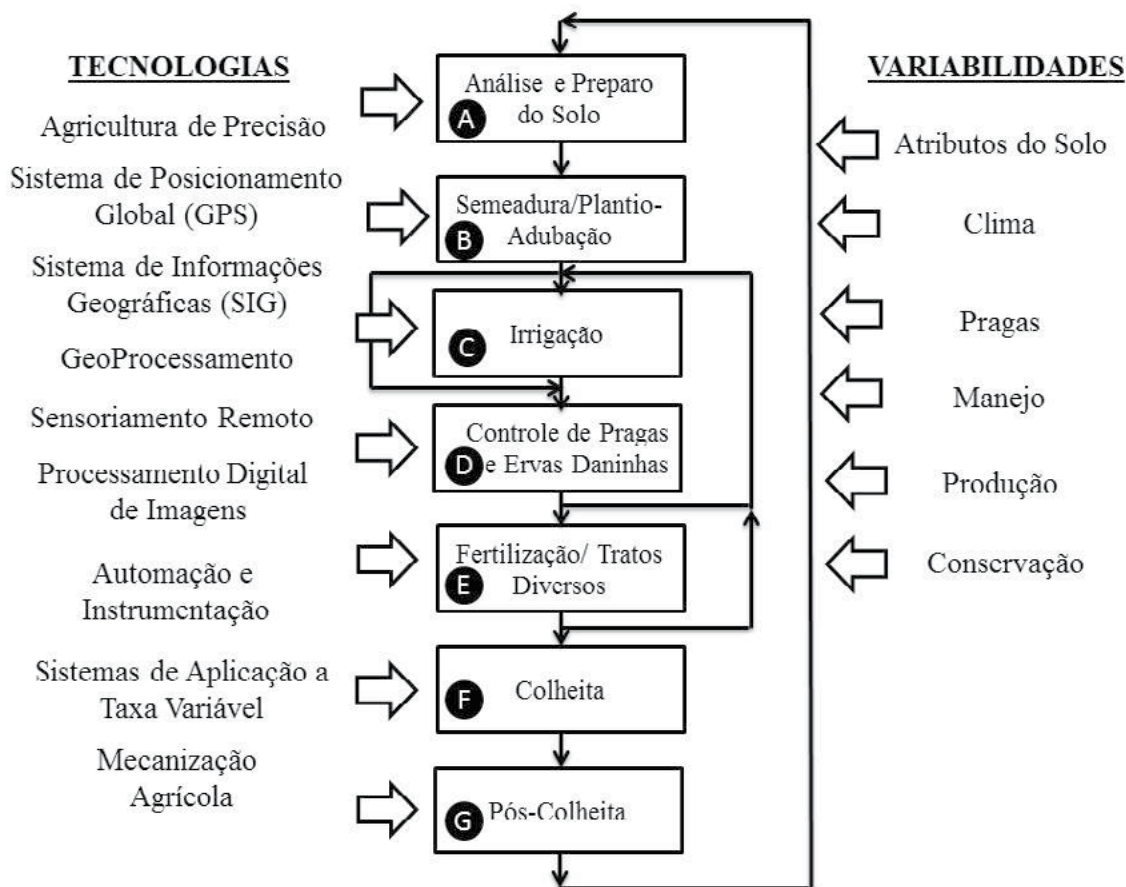 TECNOLOGIAS
Agricultura de Precisão
Sistema de Posicionamento
Global (GPS)
Sistema de Informações
Geográficas (SIG)
GeoProcessamento
Sensoriamento Remoto
Processamento Digital
de Imagens
Automação e
Instrumentação
Sistemas de Aplicação a
Taxa Variável
Mecanização
Agrícola
Análise e Preparo
do Solo
A
Semeadura/Plantio-
Adubação
B
Irrigação
C
Controle de Pragas
e Ervas Daninhas
D
Fertilização/ Tratos
Diversos
E
Colheita
F
Pós-Colheita
G
VARIABILIDADES
Atributos do Solo
Clima
Pragas
Manejo
Produção
Conservação